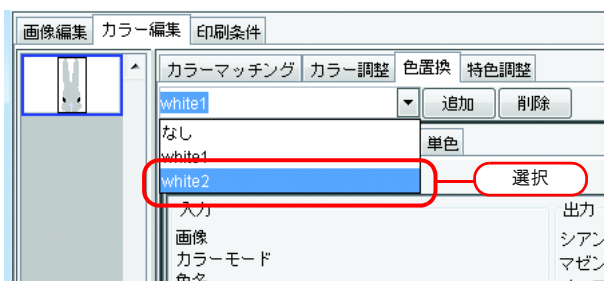 画像編集 カラー編集 印刷条件
カラーマッチング カラー調整 色置換 特色調整
white1 追加 削除
なし
white1 単色
white2 選択
入力 出力
画像 シアン
カラーモード マゼン
色名